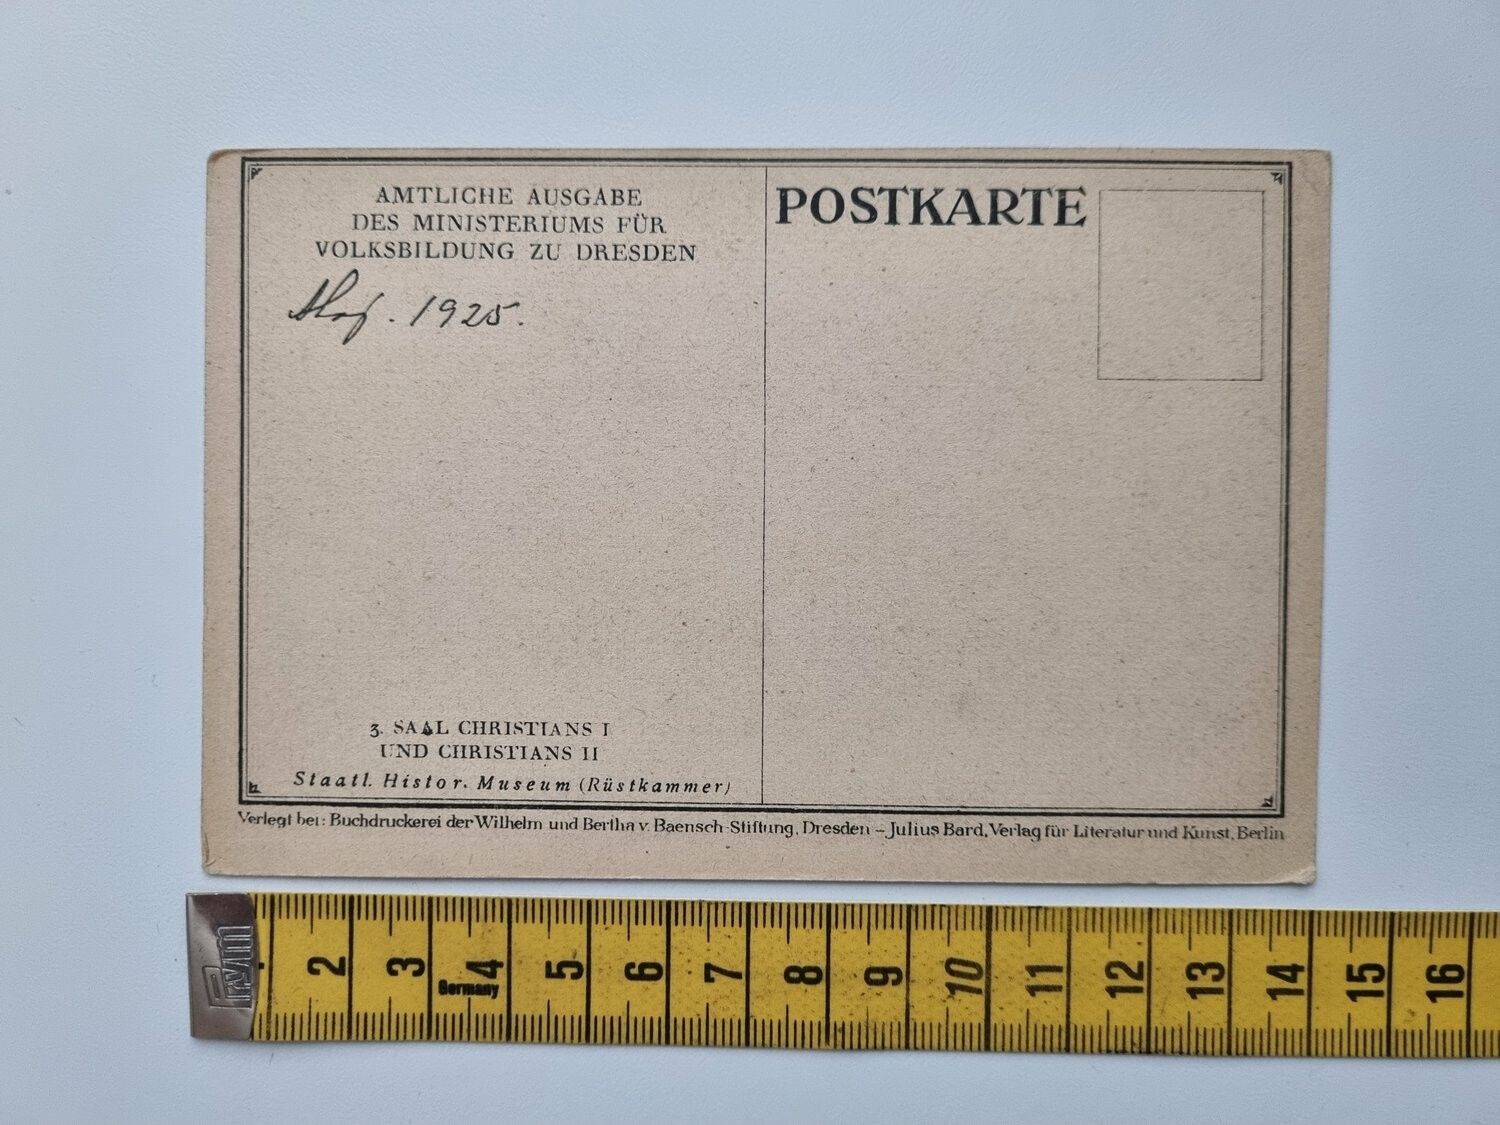 AMTLICHE AUSGABE
DES MINISTERIUMS FÜR
VOLKSBILDUNG ZU DRESDEN
1925.
POSTKARTE
3. SAAL CHRISTIANS I
UND CHRISTIANS II
Staatl. Histor. Museum (Rüstkammer)
Verlegt bei: Buchdruckerei der Wilhelm und Bertha v. Baensch-Stiftung, Dresden – Julius Bard, Verlag für Literatur und Kunst, Berlin
Prym
2 3 4 5 6 7 8 9 10 11 12 13 14 15 16
Germany